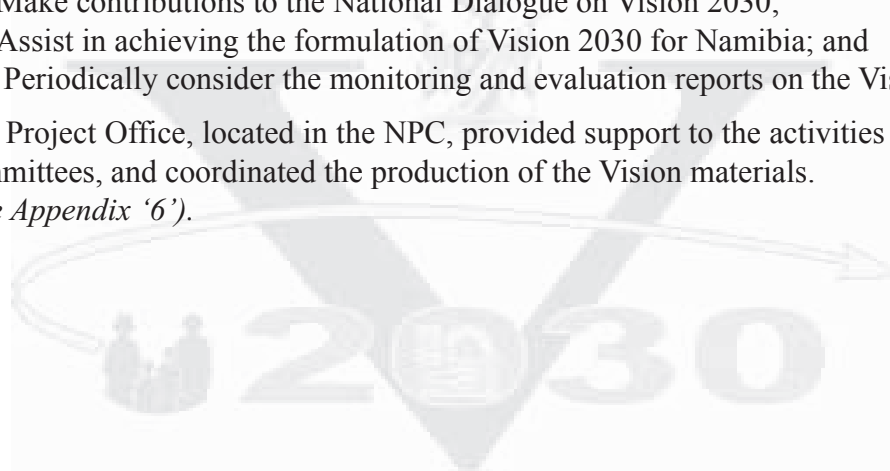 Make contributions to the National Dialogue on Vision 2030;
Assist in achieving the formulation of Vision 2030 for Namibia; and
Periodically consider the monitoring and evaluation reports on the
Project Office, located in the NPC, provided support to the activities
and coordinated the production of the Vision materials.
Appendix ‘6’).
2030